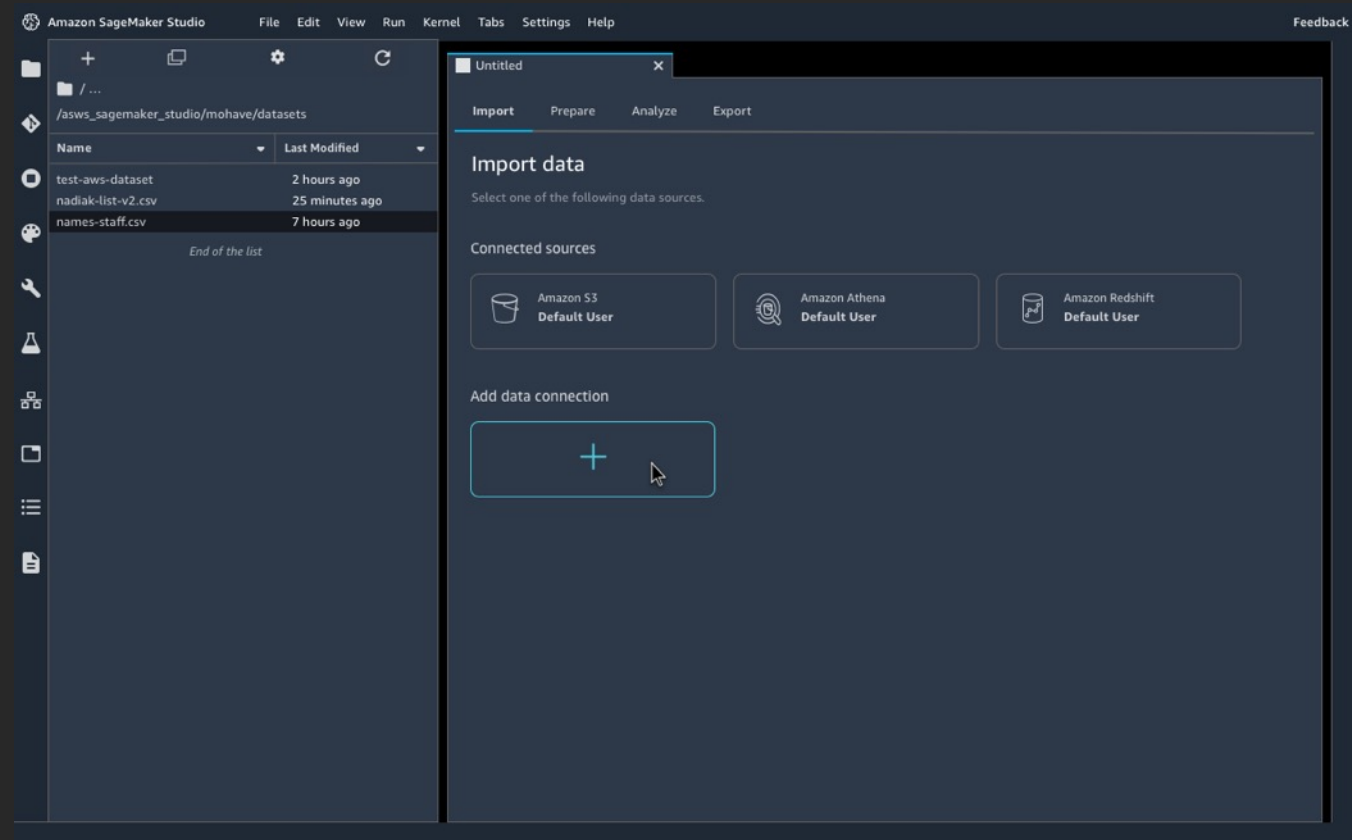 Amazon SageMaker Studio File Edit View Run Kernel Tabs Settings Help Feedback
/ ...
/asws_sagemaker_studio/mohave/datasets
Name Last Modified
test-aws-dataset 2 hours ago
nadiak-list-v2.csv 25 minutes ago
names-staff.csv 7 hours ago
End of the list
Untitled
Import Prepare Analyze Export
Import data
Select one of the following data sources.
Connected sources
Amazon S3
Default User
Amazon Athena
Default User
Amazon Redshift
Default User
Add data connection